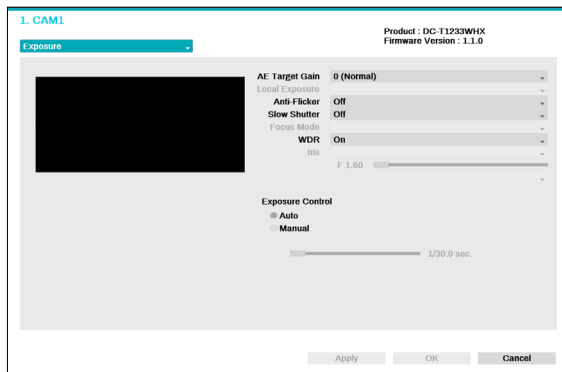 1. CAM1
Product : DC-T1233WHX
Firmware Version : 1.1.0
Exposure
AE Target Gain 0 (Normal)
Local Exposure
Anti-Flicker Off
Slow Shutter Off
Focus Mode
WDR On
Iris
F 1.60
Exposure Control
Auto
Manual
1/30.0 sec.
Apply OK Cancel